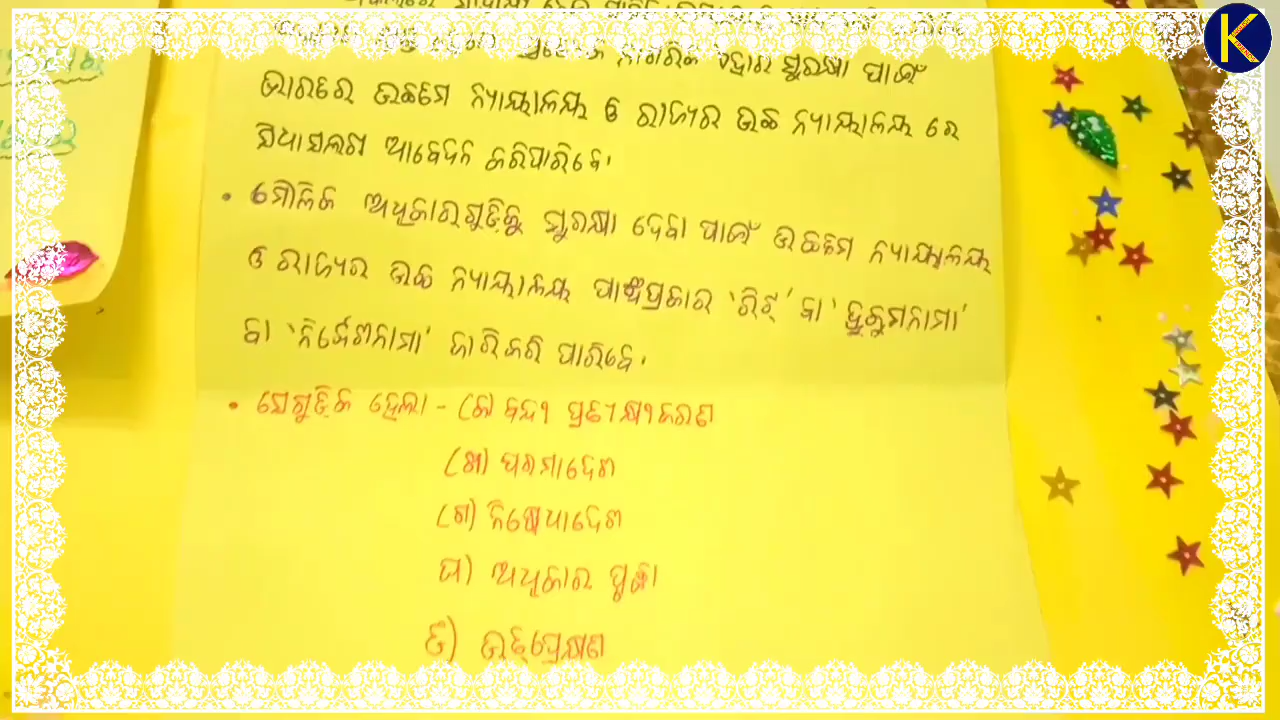 ଭାରରେ ଉଚ୍ଚତମ ନ୍ୟାୟାଳୟ ଓ ରାଜ୍ୟର ଉଚ୍ଚ ନ୍ୟାୟାଳୟ ରେ
ସିଧାସଳଖ ଆବେଦନ କରିପାରିବେ।
• ମୌଳିକ ଅଧିକାରଗୁଡ଼ିକୁ ସୁରକ୍ଷା ଦେବା ପାଇଁ ଉଚ୍ଚତମ ନ୍ୟାୟାଳୟ
ଓ ରାଜ୍ୟର ଉଚ୍ଚ ନ୍ୟାୟାଳୟ ପାଞ୍ଚପ୍ରକାର 'ରିଟ୍' ବା 'ହୁକୁମନାମା'
ବା 'ନିର୍ଦ୍ଦେଶନାମା' ଜାରିକରି ପାରିବେ।
• ସେଗୁଡ଼ିକ ହେଲା - (କ) ବନ୍ଦୀ ପ୍ରତ୍ୟକ୍ଷୀକରଣ
(ଖ) ପରମାଦେଶ
(ଗ) ନିଷେଧାଦେଶ
ଘ) ଅଧିକାର ପୃଚ୍ଛା
ଙ) ଉତ୍ପ୍ରେଷଣ
K